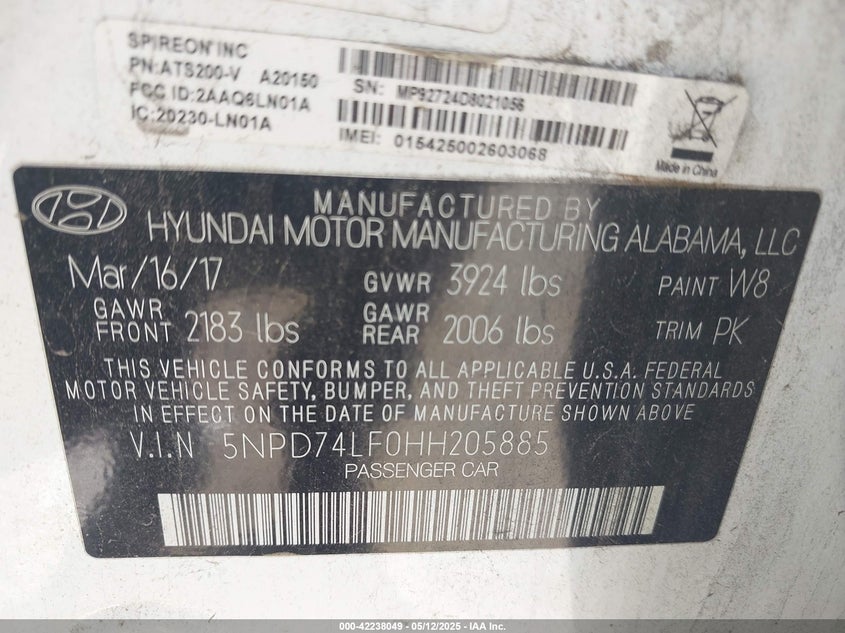 SPIREON INC
PN:ATS200-V A20150
FCC ID:2AAQ6LN01A
IC:20230-LN01A
SN: MP92724D8021056
IMEI: 015425002603068
Made in China
MANUFACTURED BY
HYUNDAI MOTOR MANUFACTURING ALABAMA, LLC
Mar/16/17 GVWR 3924 lbs PAINT W8
GAWR FRONT 2183 lbs GAWR REAR 2006 lbs TRIM PK
THIS VEHICLE CONFORMS TO ALL APPLICABLE U.S.A. FEDERAL
MOTOR VEHICLE SAFETY, BUMPER, AND THEFT PREVENTION STANDARDS
IN EFFECT ON THE DATE OF MANUFACTURE SHOWN ABOVE.
V.I.N 5NPD74LF0HH205885
PASSENGER CAR
000-42238049 - 05/12/2025 - IAA Inc.